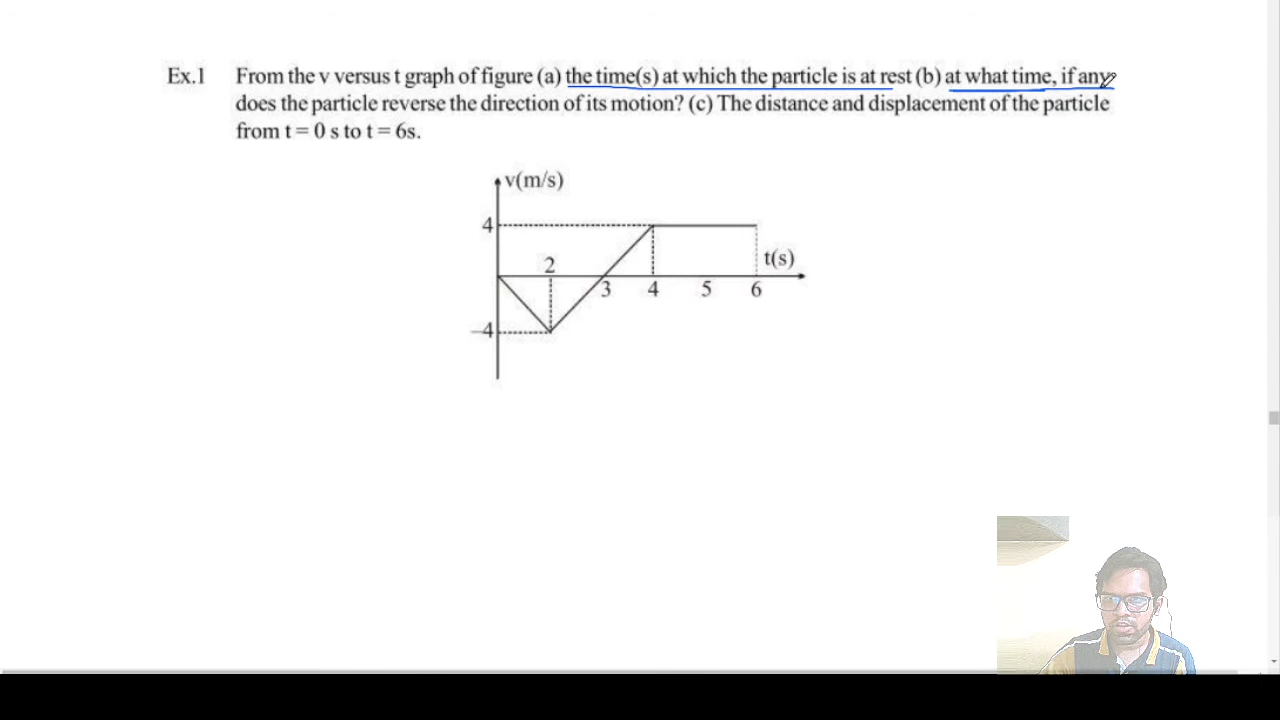 Ex.1 From the v versus t graph of figure (a) the time(s) at which the particle is at rest (b) at what time, if any
does the particle reverse the direction of its motion? (c) The distance and displacement of the particle
from t = 0 s to t = 6s.
v(m/s)
4
2
t(s)
3 4 5 6
–4